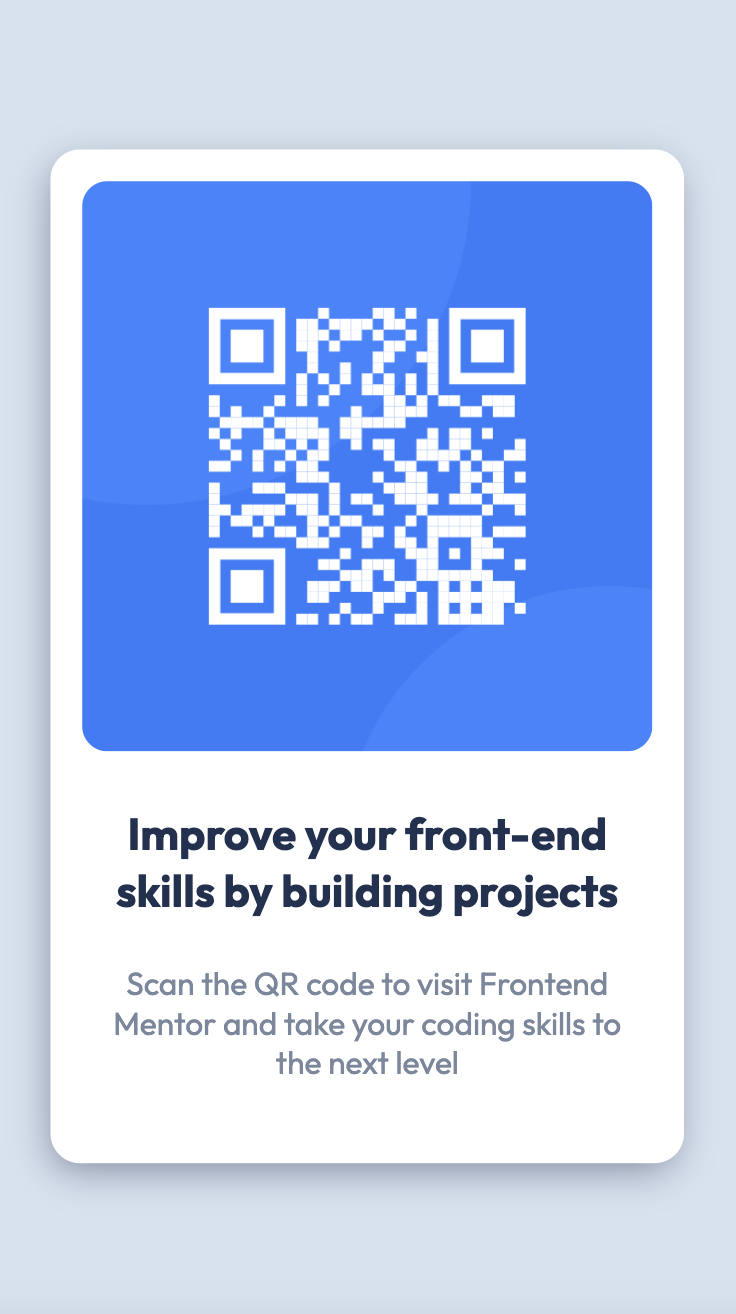 Improve your front-end
skills by building projects
Scan the QR code to visit Frontend
Mentor and take your coding skills to
the next level